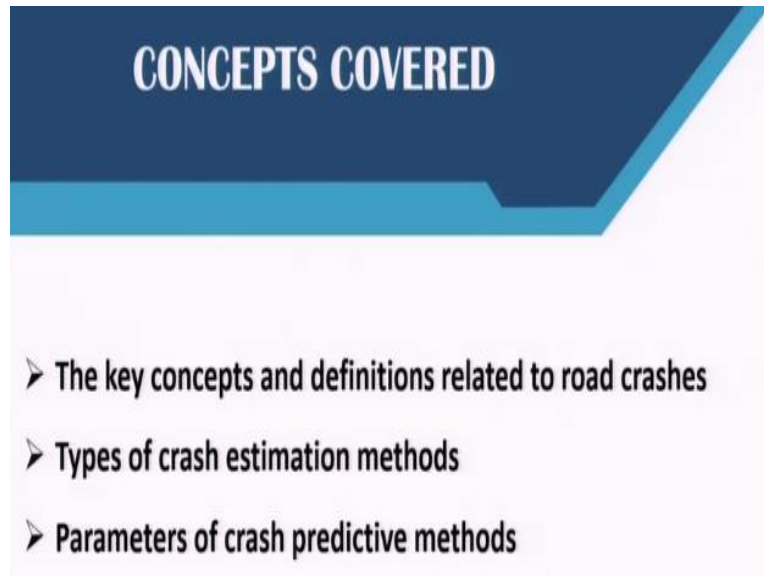 CONCEPTS COVERED
➢ The key concepts and definitions related to road crashes
➢ Types of crash estimation methods
➢ Parameters of crash predictive methods